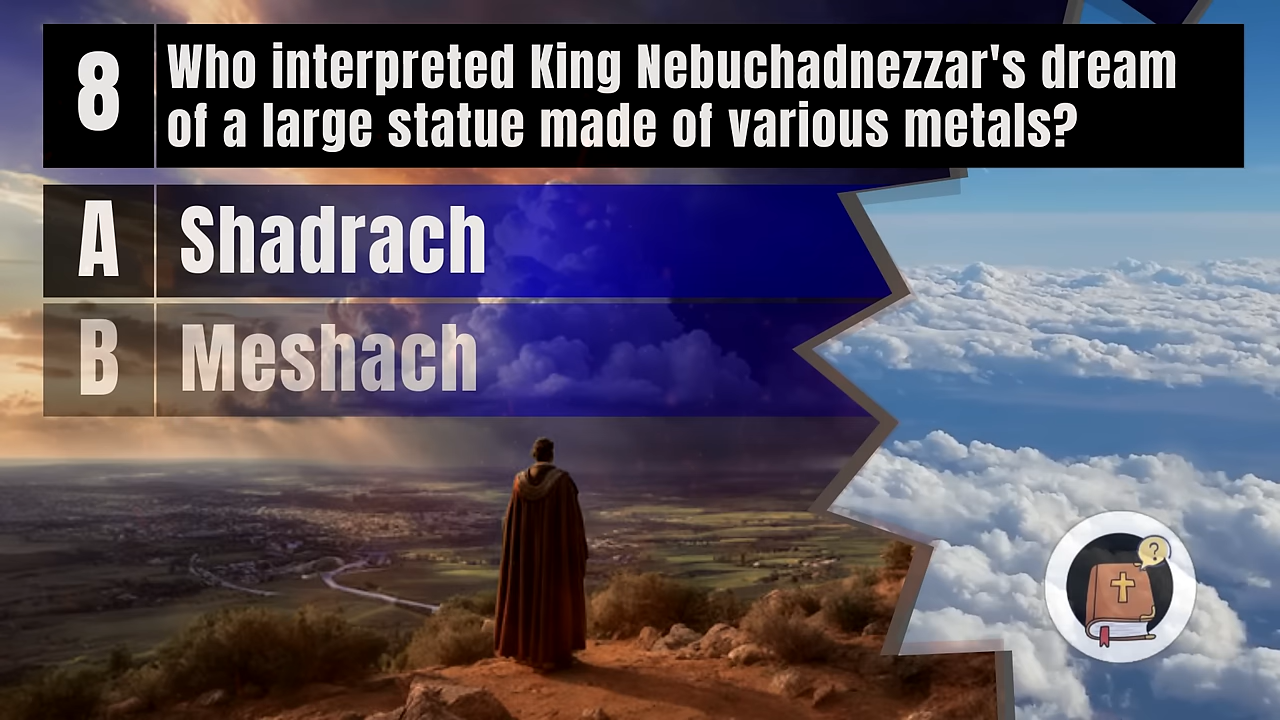 8
Who interpreted King Nebuchadnezzar's dream
of a large statue made of various metals?
A
Shadrach
B
Meshach
?